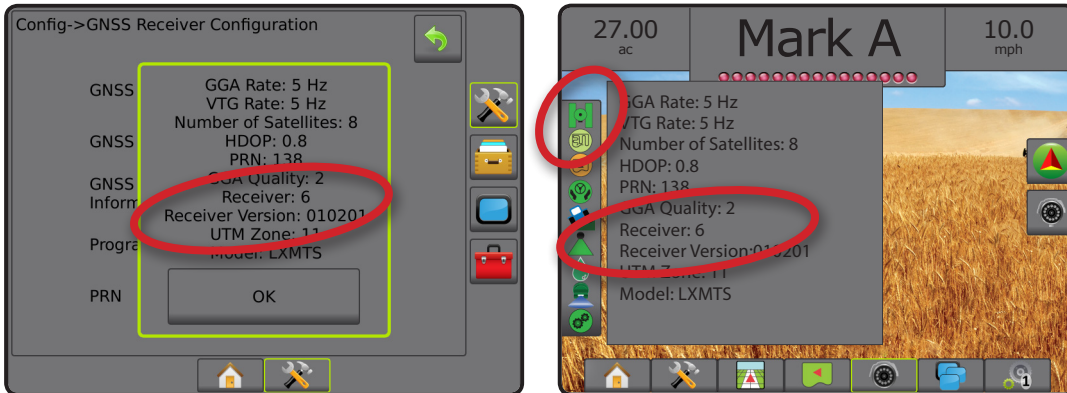 Config->GNSS Receiver Configuration
GNSS
GNSS
GNSS
Inform
Progra
PRN
GGA Rate: 5 Hz
VTG Rate: 5 Hz
Number of Satellites: 8
HDOP: 0.8
PRN: 138
GGA Quality: 2
Receiver: 6
Receiver Version: 010201
UTM Zone: 11
Model: LXMTS
OK
27.00
ac
Mark A
10.0
mph
GGA Rate: 5 Hz
VTG Rate: 5 Hz
Number of Satellites: 8
HDOP: 0.8
PRN: 138
GGA Quality: 2
Receiver: 6
Receiver Version:010201
UTM Zone: 11
Model: LXMTS
1